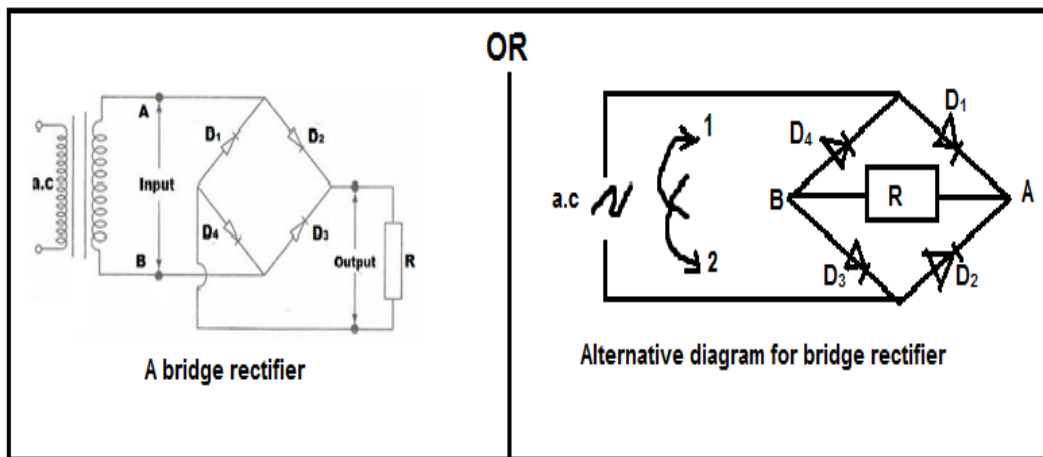 OR
A
D₁
D₂
a.c
Input
D₄
D₃
B
Output
R
A bridge rectifier
1
D₄
D₁
a.c
B
R
A
2
D₃
D₂
Alternative diagram for bridge rectifier